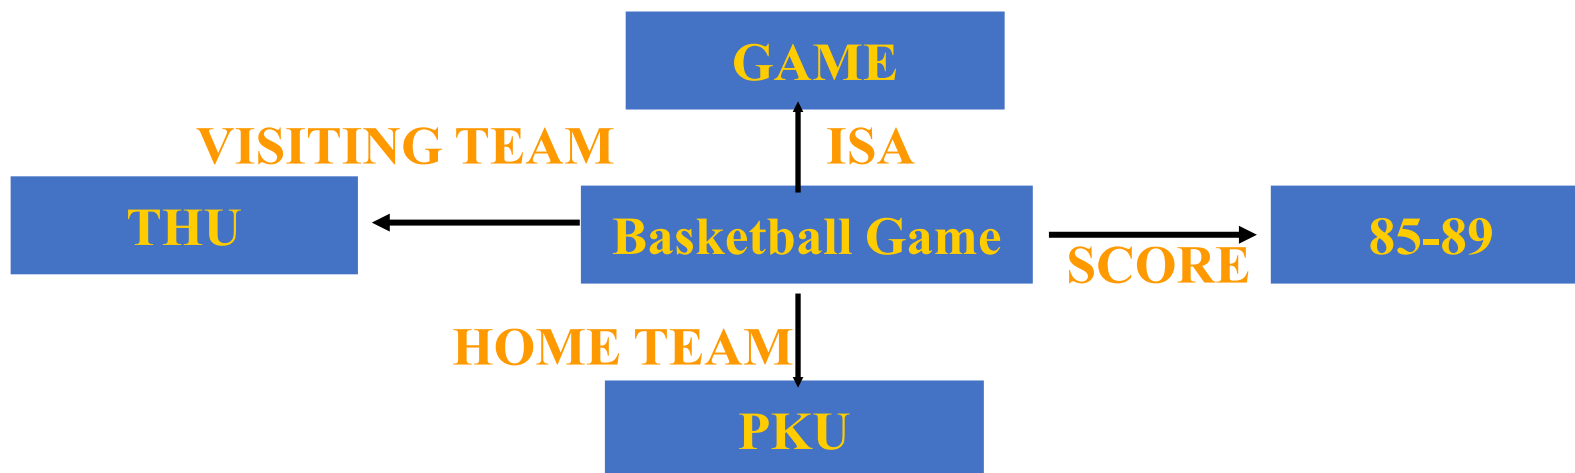 GAME
VISITING TEAM
ISA
THU
Basketball Game
85-89
SCORE
HOME TEAM
PKU